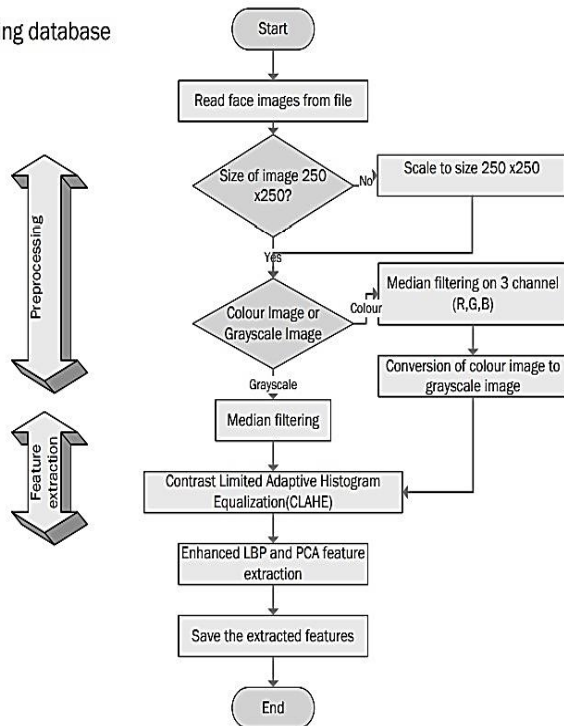 ng database
Start
Read face images from file
Size of image 250
x250?
No
Scale to size 250 x250
Yes
Preprocessing
Colour Image or
Grayscale Image
Colour
Median filtering on 3 channel
(R,G,B)
Conversion of colour image to
grayscale image
Grayscale
Median filtering
Feature
extraction
Contrast Limited Adaptive Histogram
Equalization(CLAHE)
Enhanced LBP and PCA feature
extraction
Save the extracted features
End